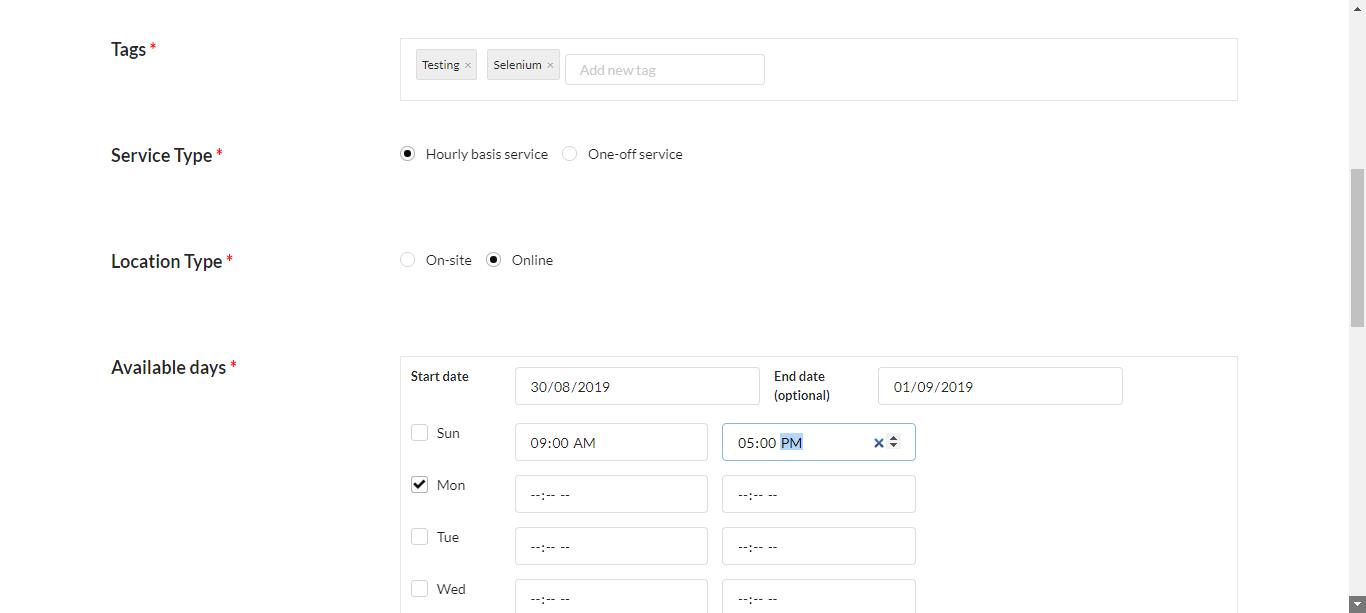 Tags *
Testing × Selenium × Add new tag
Service Type *
Hourly basis service One-off service
Location Type *
On-site Online
Available days *
Start date 30/08/2019 End date (optional) 01/09/2019
Sun 09:00 AM 05:00 PM
Mon --:-- -- --:-- --
Tue --:-- -- --:-- --
Wed --:-- -- --:-- --